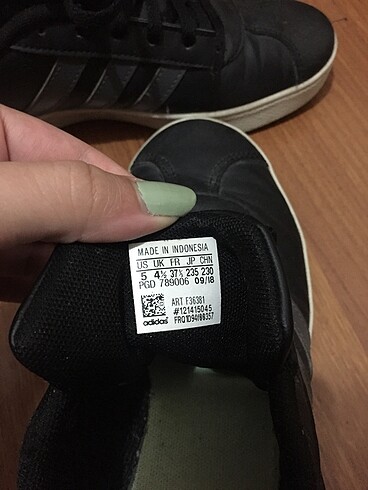 MADE IN INDONESIA
US UK FR JP CHN
5 4½ 37⅓ 235 230
PGD 789006 09/18
ART F36381
#121415045
adidas